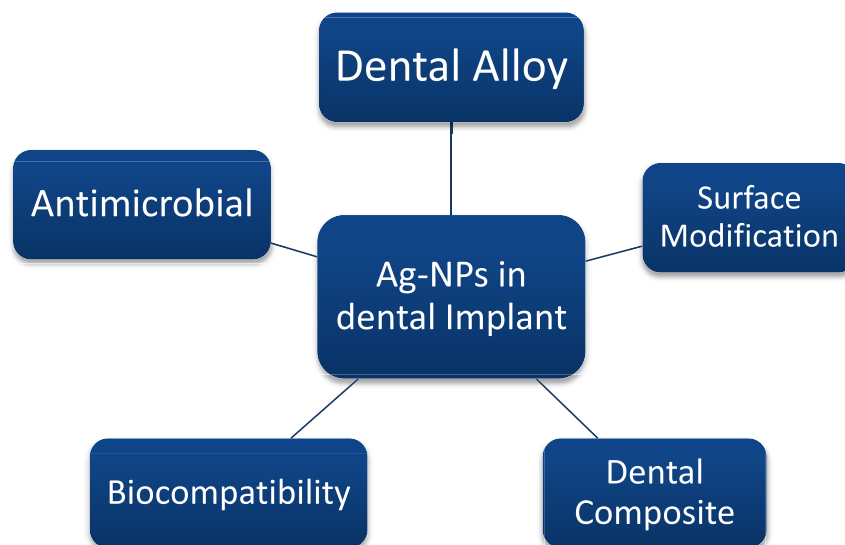 Dental Alloy
Antimicrobial
Surface
Modification
Ag-NPs in
dental Implant
Biocompatibility
Dental
Composite